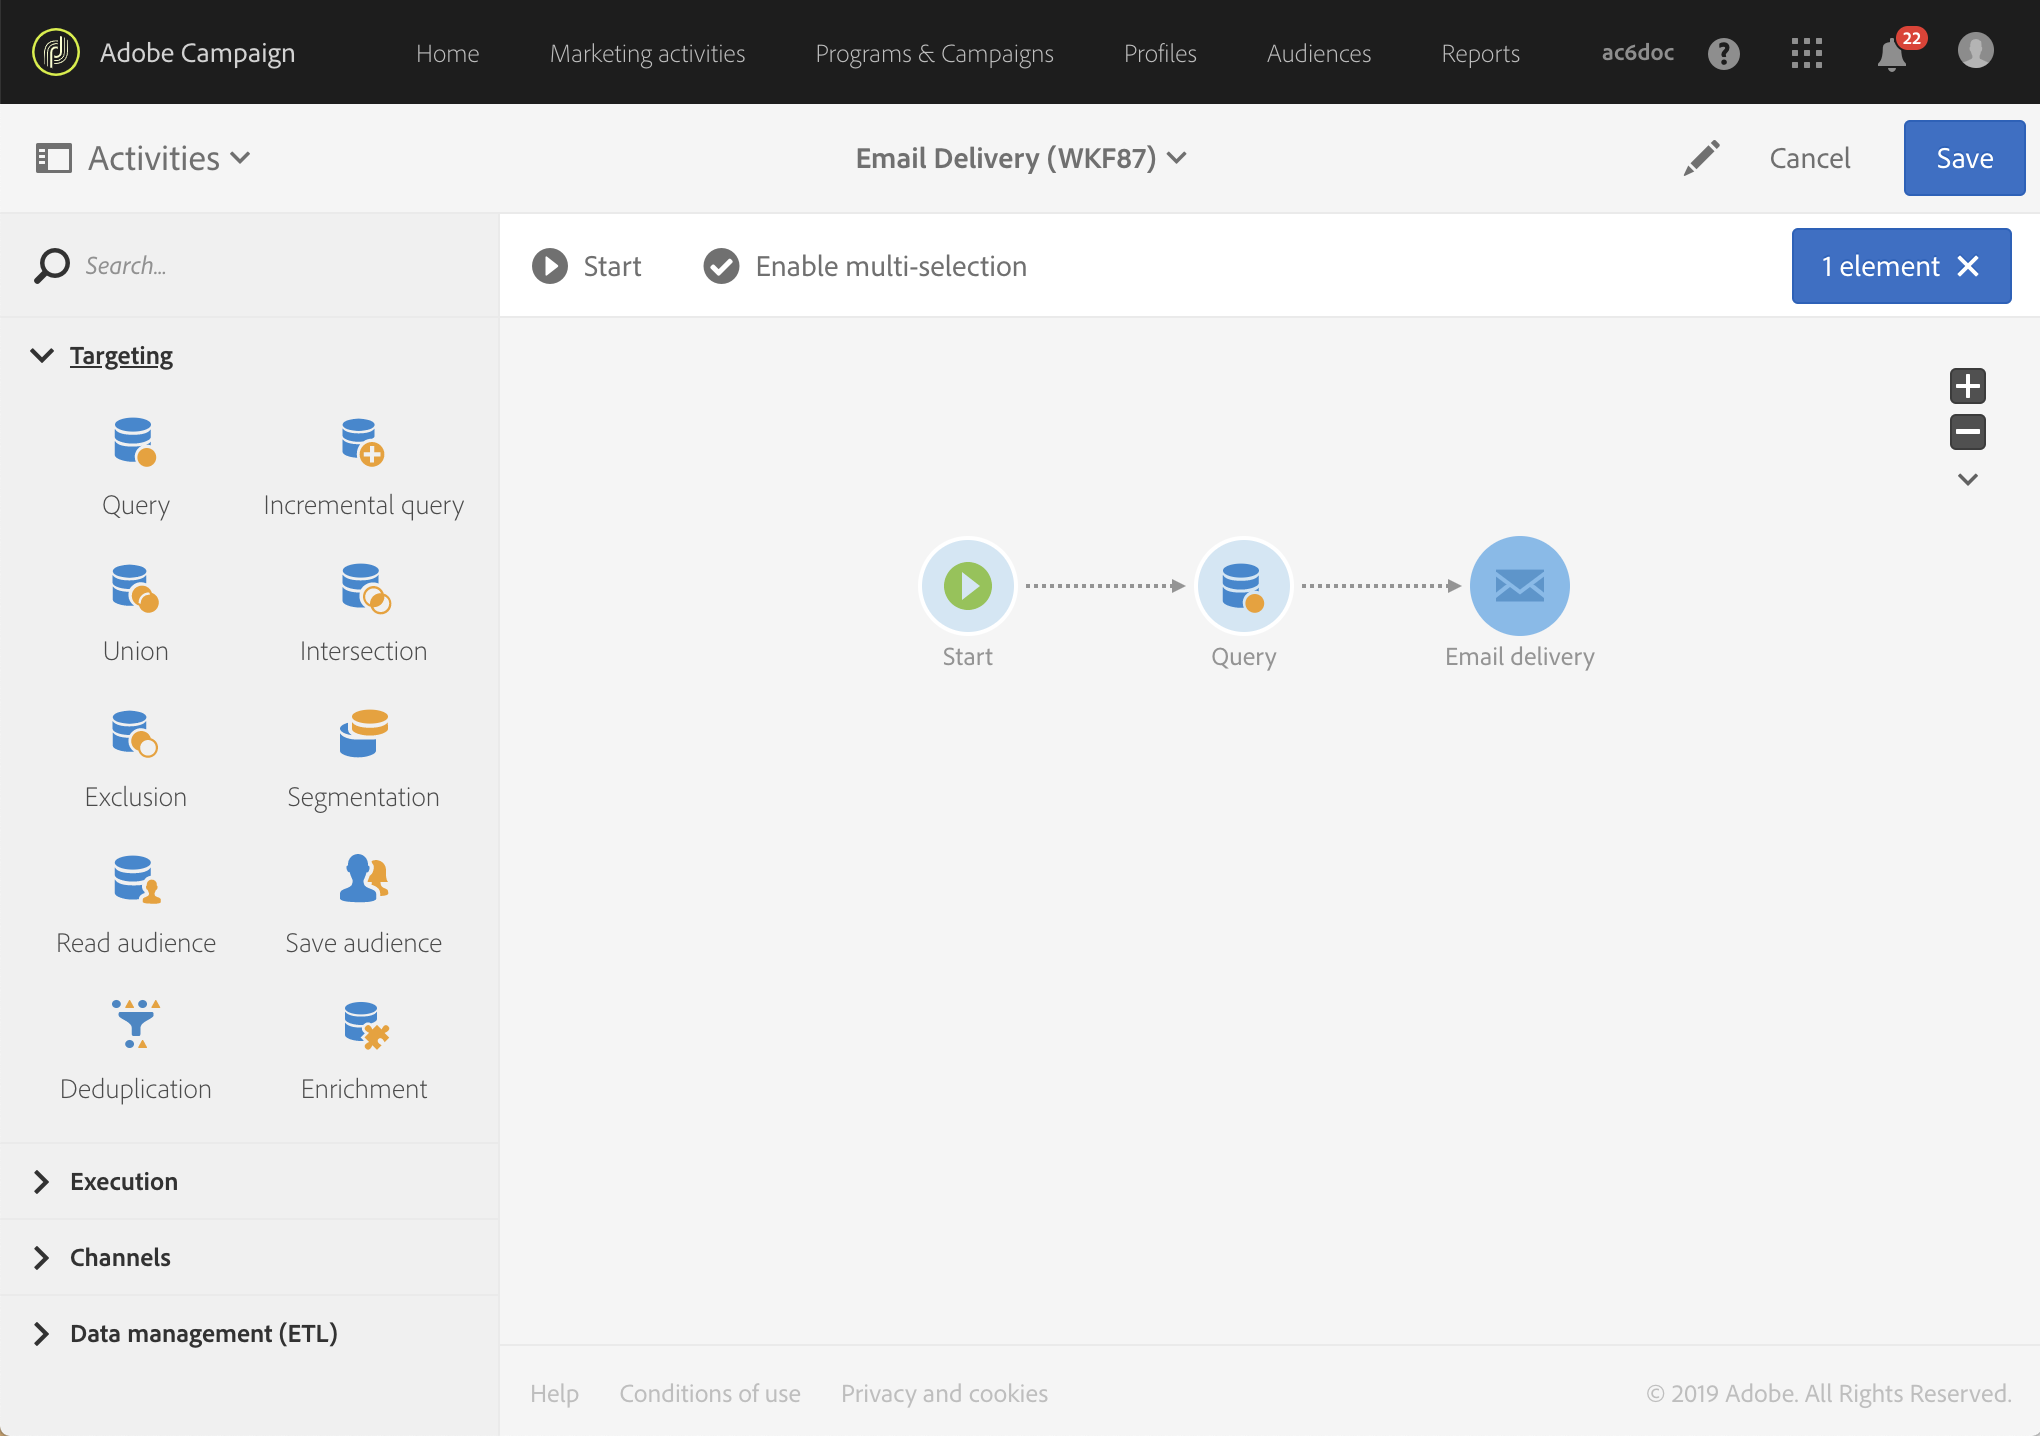 Adobe Campaign
Home
Marketing activities
Programs & Campaigns
Profiles
Audiences
Reports
ac6doc
22
Activities
Email Delivery (WKF87)
Cancel
Save
Search...
Start
Enable multi-selection
1 element
Targeting
Query
Incremental query
Union
Intersection
Exclusion
Segmentation
Read audience
Save audience
Deduplication
Enrichment
Execution
Channels
Data management (ETL)
Start
Query
Email delivery
Help
Conditions of use
Privacy and cookies
© 2019 Adobe. All Rights Reserved.